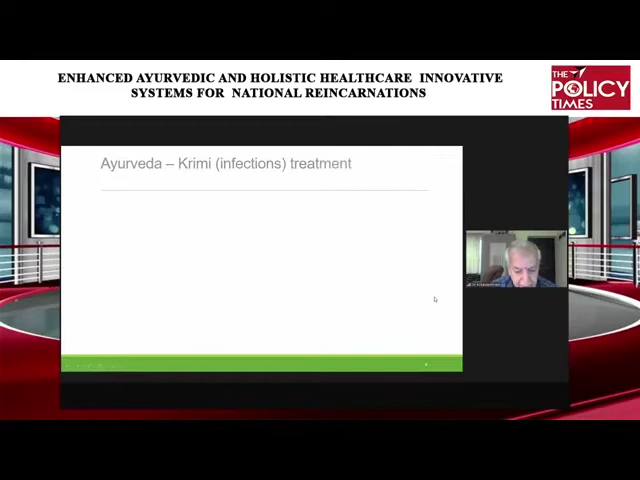 ENHANCED AYURVEDIC AND HOLISTIC HEALTHCARE INNOVATIVE
SYSTEMS FOR NATIONAL REINCARNATIONS
THE
POLICY
TIMES
Ayurveda – Krimi (infections) treatment